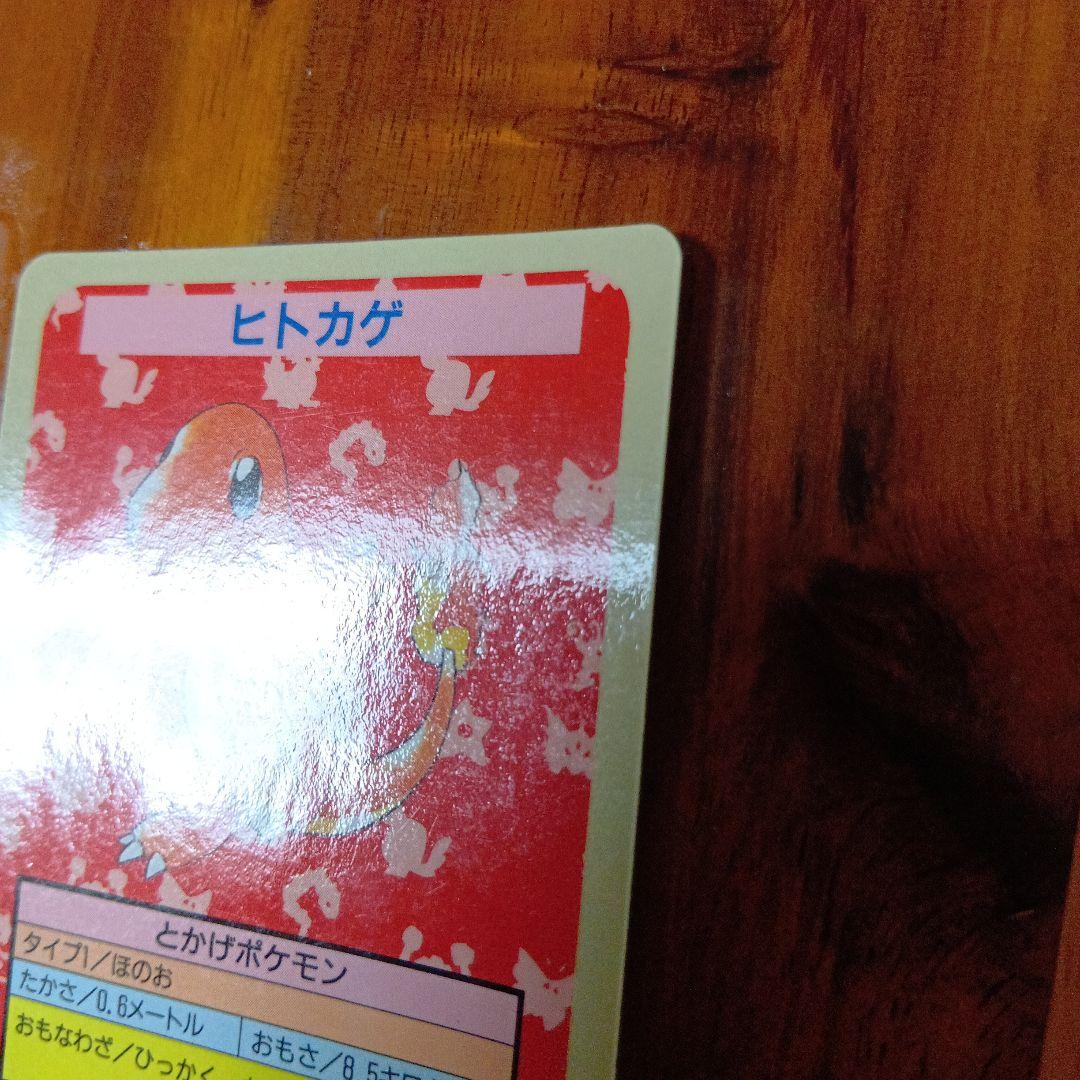 ヒトカゲ
とかげポケモン
タイプ1/ほのお
たかさ/0.6メートル おもさ/8.5キロ
おもなわざ/ひっかく